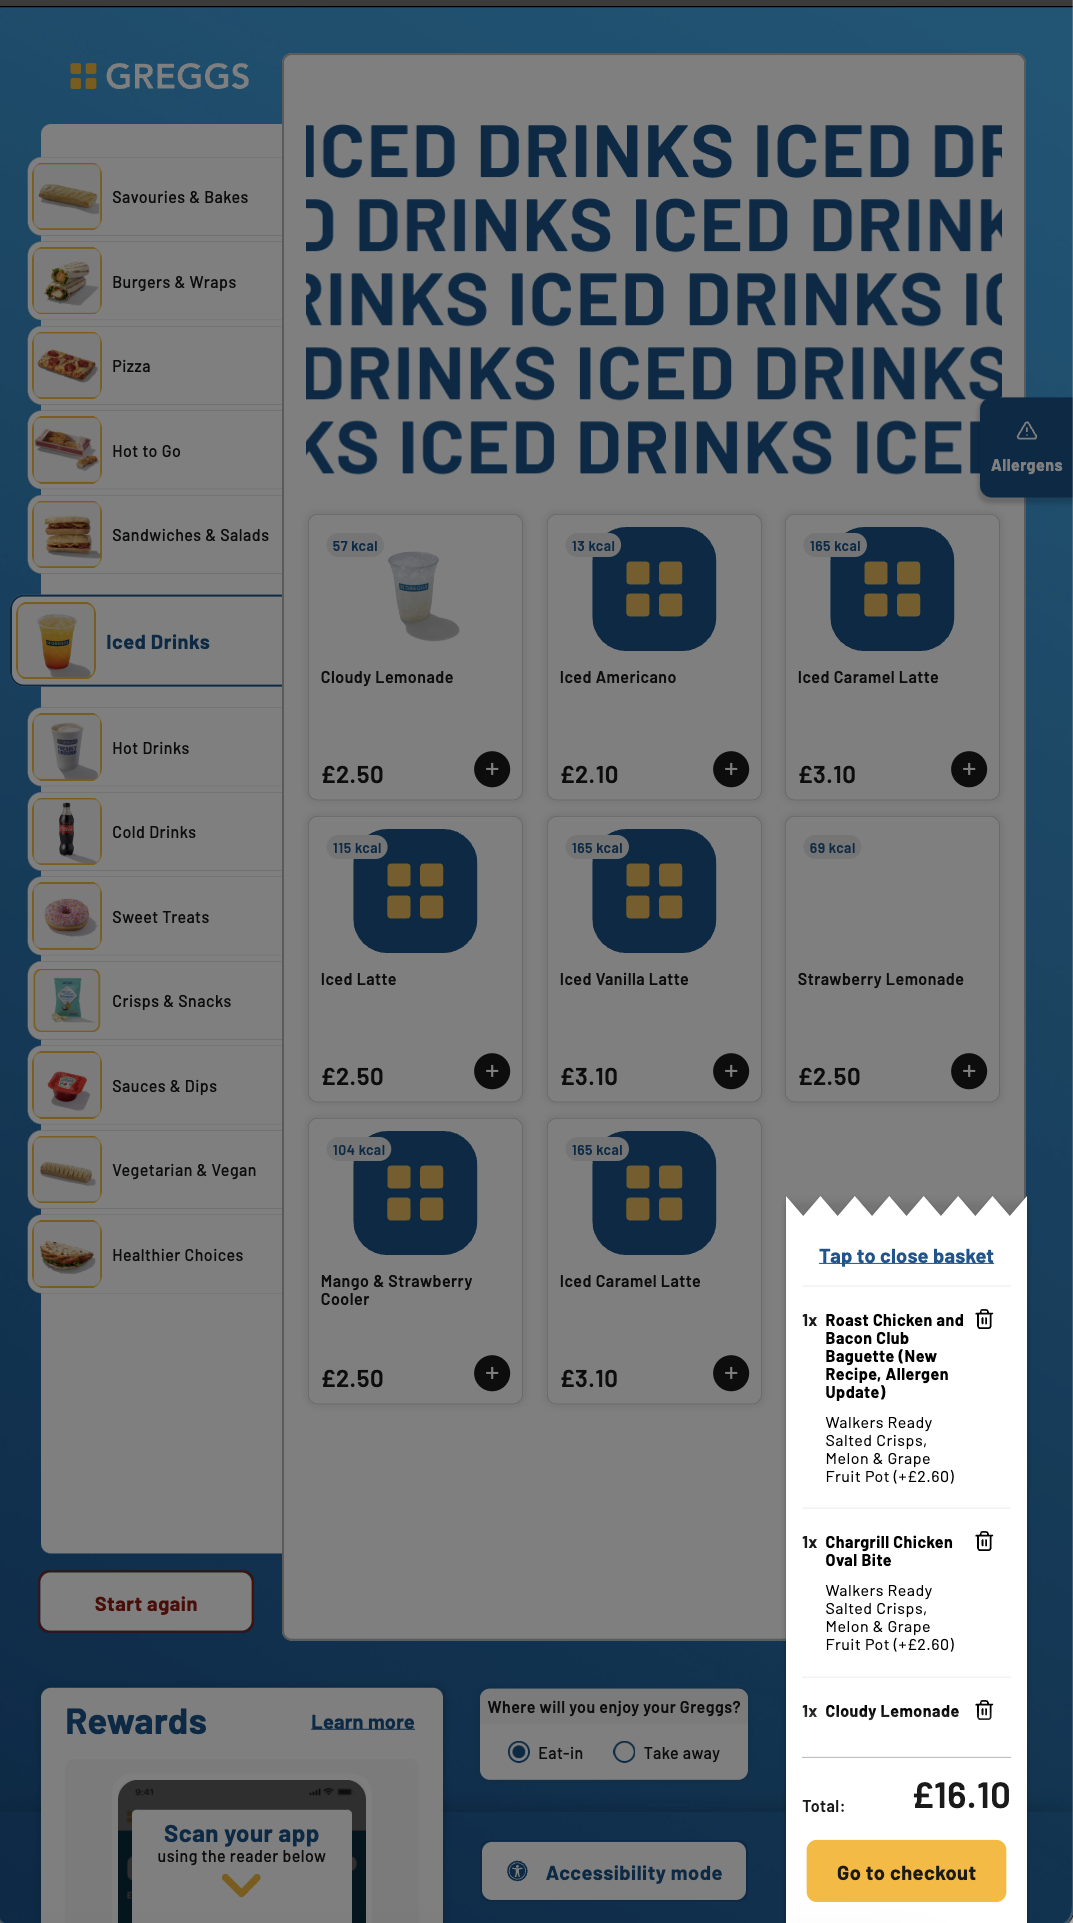 GREGGS
ICED DRINKS ICED DR
D DRINKS ICED DRINK
RINKS ICED DRINKS IC
DRINKS ICED DRINKS
KS ICED DRINKS ICE
Savouries & Bakes
Burgers & Wraps
Pizza
Hot to Go
Sandwiches & Salads
Iced Drinks
Hot Drinks
Cold Drinks
Sweet Treats
Crisps & Snacks
Sauces & Dips
Vegetarian & Vegan
Healthier Choices
Allergens
57 kcal
Cloudy Lemonade
£2.50
13 kcal
Iced Americano
£2.10
165 kcal
Iced Caramel Latte
£3.10
115 kcal
Iced Latte
£2.50
165 kcal
Iced Vanilla Latte
£3.10
69 kcal
Strawberry Lemonade
£2.50
104 kcal
Mango & Strawberry
Cooler
£2.50
165 kcal
Iced Caramel Latte
£3.10
Tap to close basket
1x Roast Chicken and
Bacon Club
Baguette (New
Recipe, Allergen
Update)
Walkers Ready
Salted Crisps,
Melon & Grape
Fruit Pot (+£2.60)
1x Chargrill Chicken
Oval Bite
Walkers Ready
Salted Crisps,
Melon & Grape
Fruit Pot (+£2.60)
1x Cloudy Lemonade
Total: £16.10
Go to checkout
Start again
Rewards
Learn more
9:41
Scan your app
using the reader below
Where will you enjoy your Greggs?
Eat-in
Take away
Accessibility mode